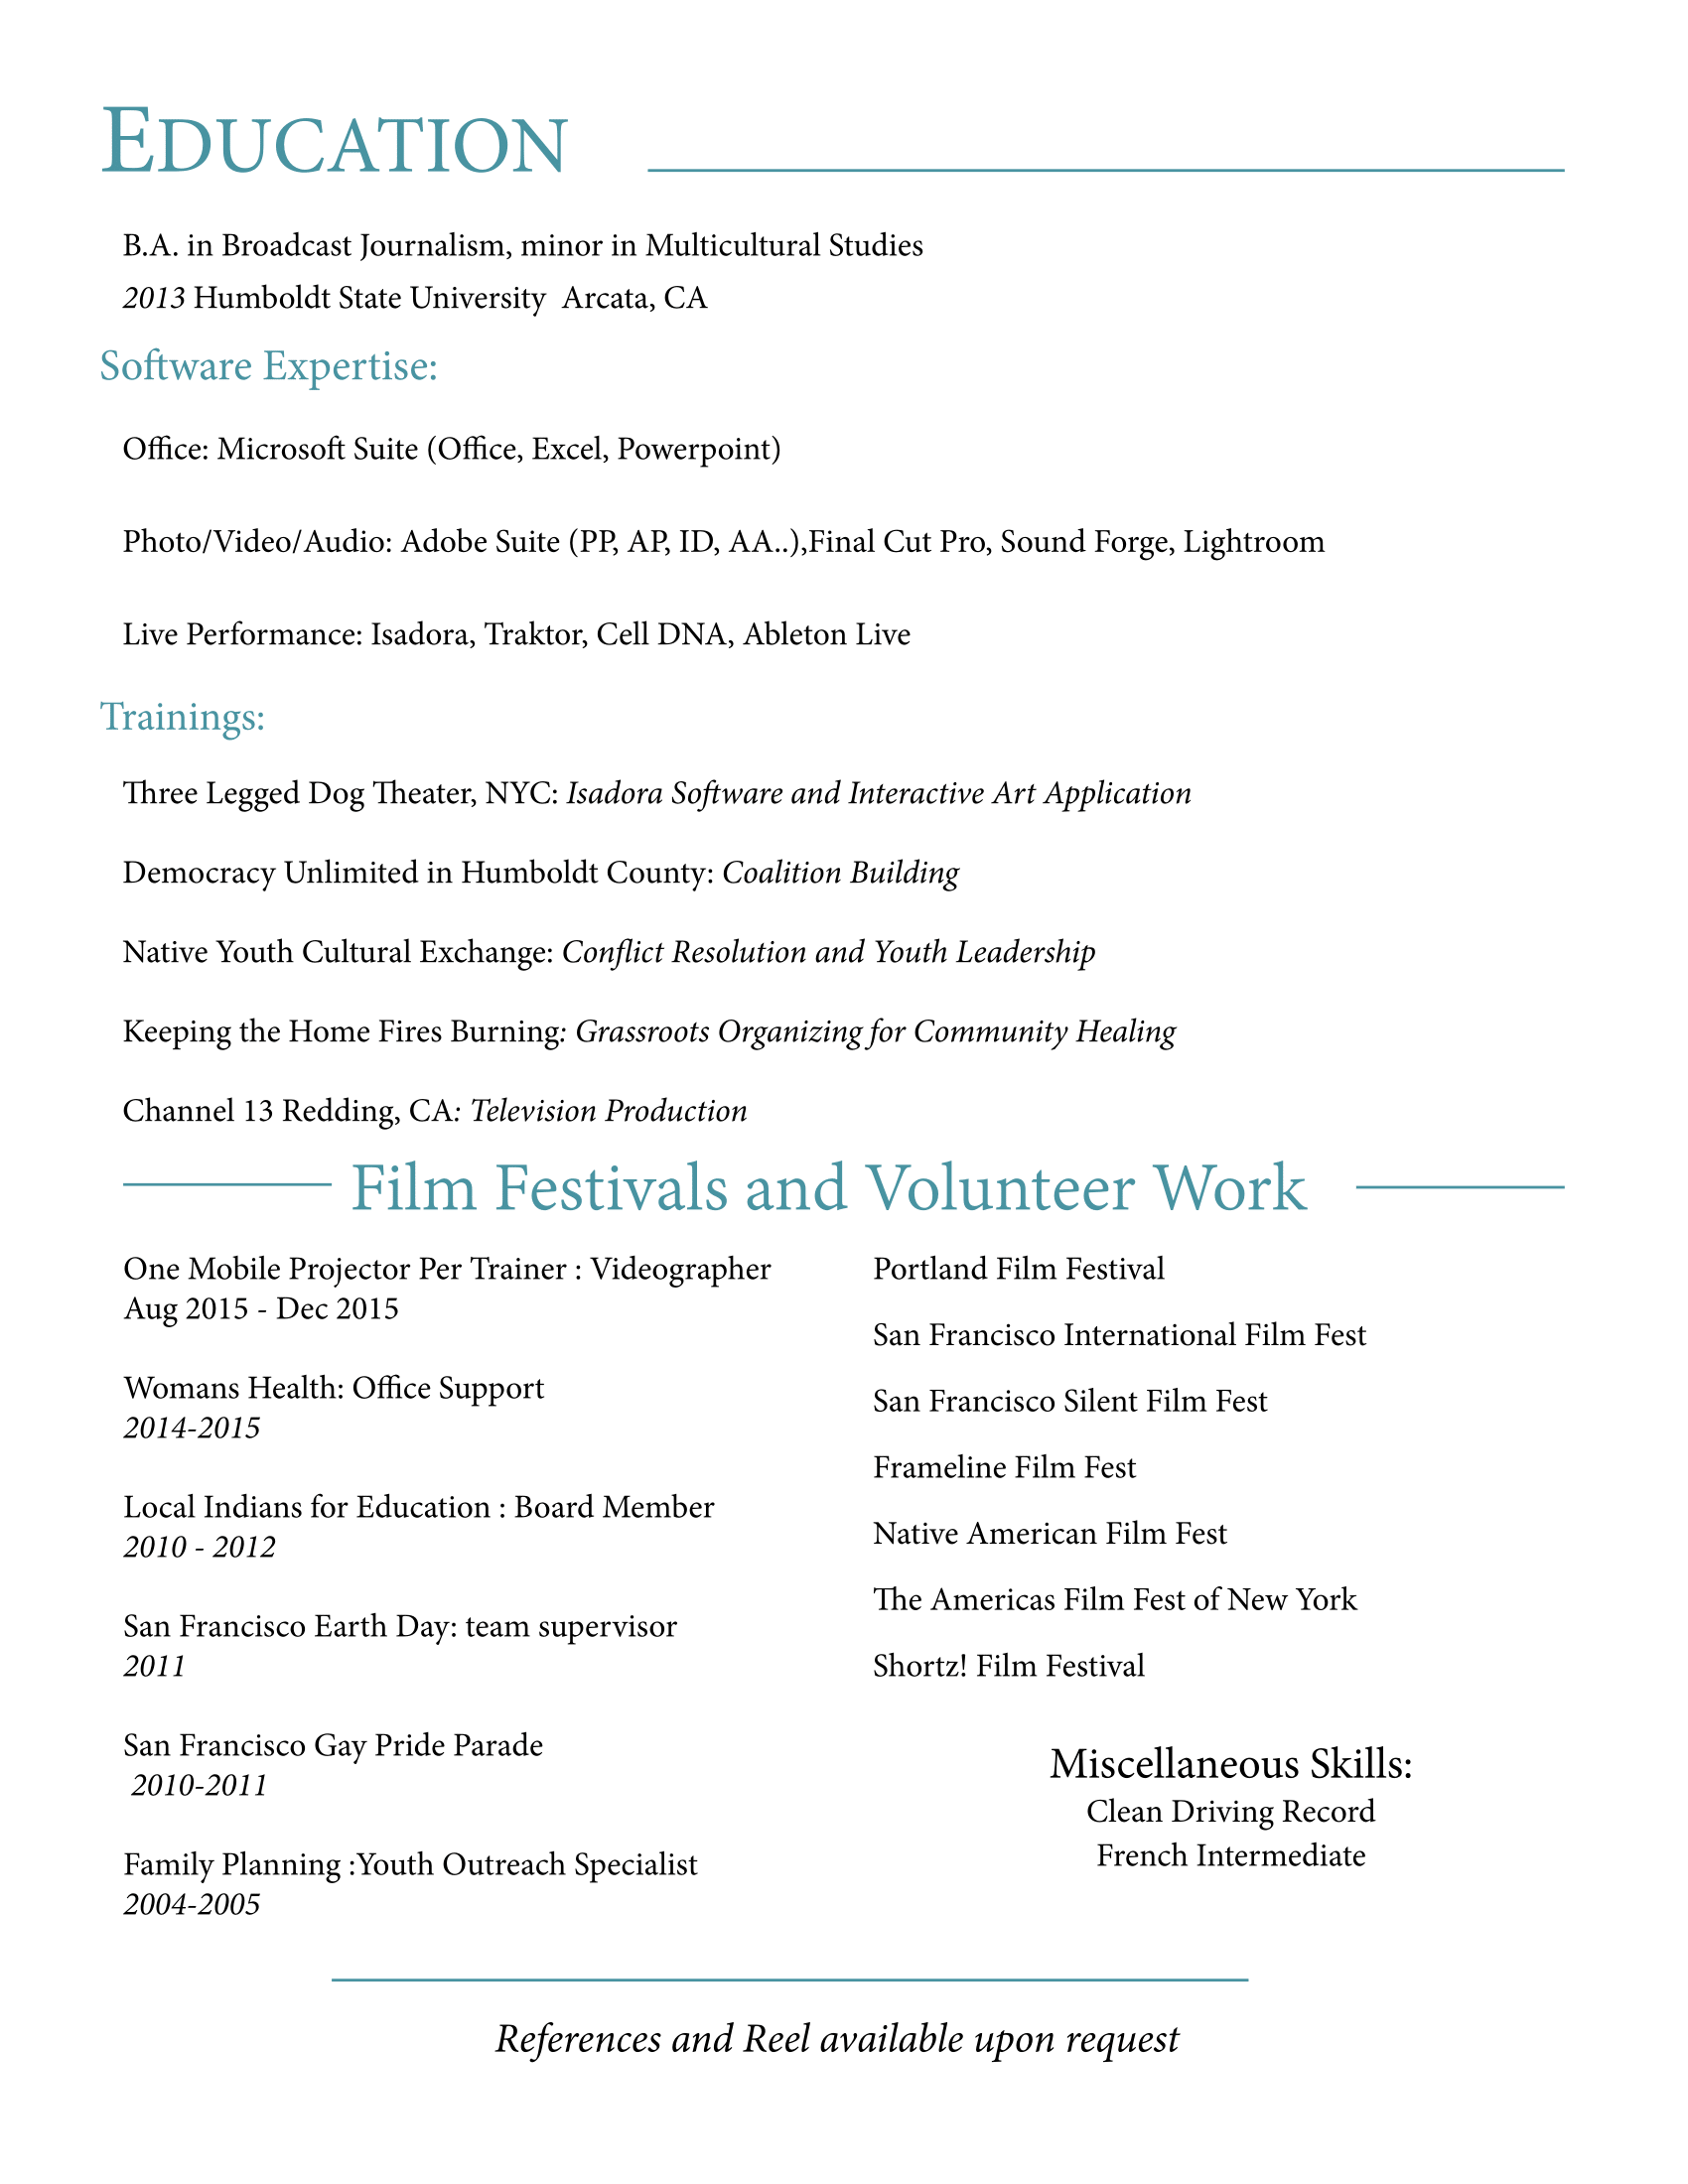 EDUCATION
B.A. in Broadcast Journalism, minor in Multicultural Studies
2013 Humboldt State University  Arcata, CA
Software Expertise:
Office: Microsoft Suite (Office, Excel, Powerpoint)
Photo/Video/Audio: Adobe Suite (PP, AP, ID, AA..),Final Cut Pro, Sound Forge, Lightroom
Live Performance: Isadora, Traktor, Cell DNA, Ableton Live
Trainings:
Three Legged Dog Theater, NYC: Isadora Software and Interactive Art Application
Democracy Unlimited in Humboldt County: Coalition Building
Native Youth Cultural Exchange: Conflict Resolution and Youth Leadership
Keeping the Home Fires Burning: Grassroots Organizing for Community Healing
Channel 13 Redding, CA: Television Production
Film Festivals and Volunteer Work
One Mobile Projector Per Trainer : Videographer
Aug 2015 - Dec 2015
Womans Health: Office Support
2014-2015
Local Indians for Education : Board Member
2010 - 2012
San Francisco Earth Day: team supervisor
2011
San Francisco Gay Pride Parade
2010-2011
Family Planning :Youth Outreach Specialist
2004-2005
Portland Film Festival
San Francisco International Film Fest
San Francisco Silent Film Fest
Frameline Film Fest
Native American Film Fest
The Americas Film Fest of New York
Shortz! Film Festival
Miscellaneous Skills:
Clean Driving Record
French Intermediate
References and Reel available upon request